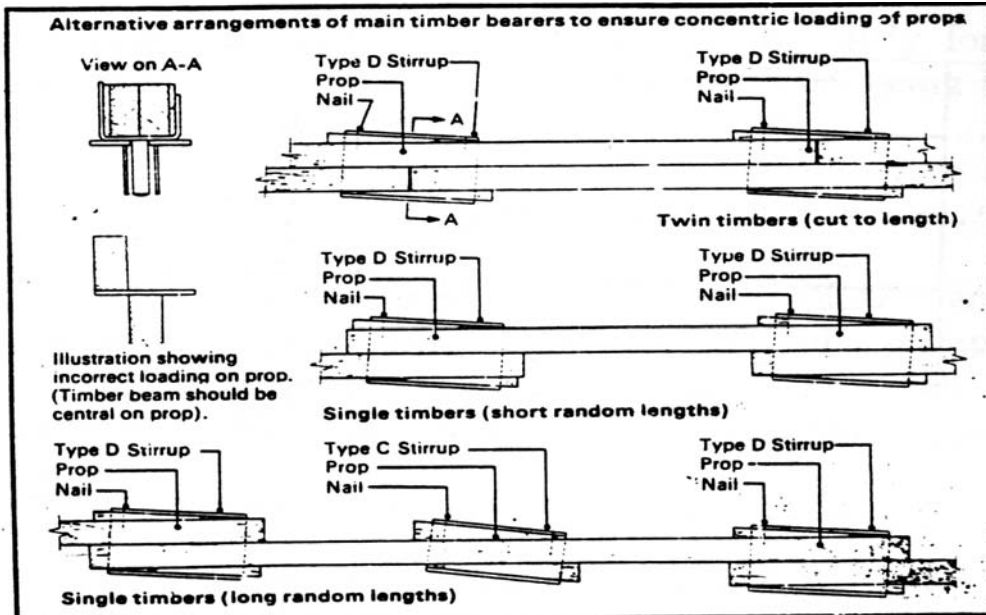 Alternative arrangements of main timber bearers to ensure concentric loading of props
View on A-A
Type D Stirrup
Prop
Nail
A
A
Type D Stirrup
Prop
Nail
Twin timbers (cut to length)
Illustration showing
incorrect loading on prop.
(Timber beam should be
central on prop).
Type D Stirrup
Prop
Nail
Type D Stirrup
Prop
Nail
Single timbers (short random lengths)
Type D Stirrup
Prop
Nail
Type C Stirrup
Prop
Nail
Type D Stirrup
Prop
Nail
Single timbers (long random lengths)